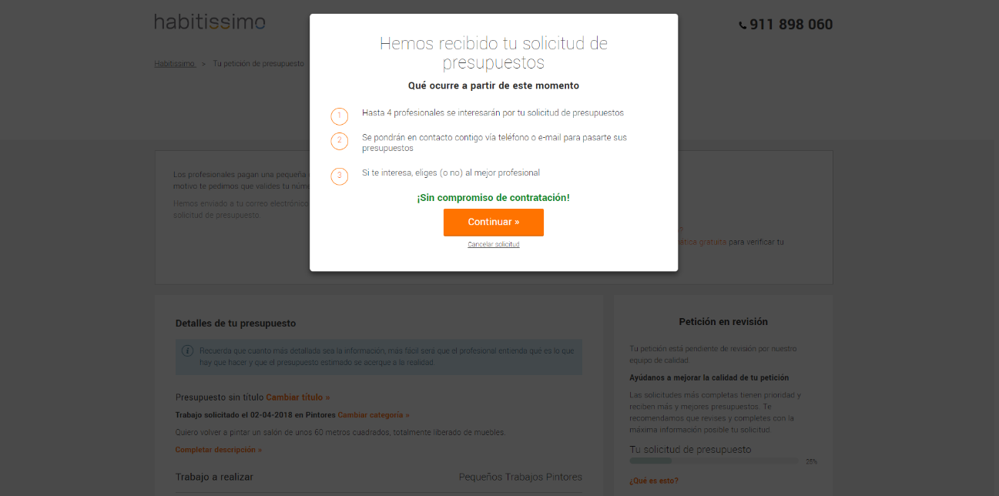 habitissimo
911 898 060
Habitissimo > Tu petición de presupuesto
Hemos recibido tu solicitud de
presupuestos
Qué ocurre a partir de este momento
1 Hasta 4 profesionales se interesarán por tu solicitud de presupuestos
2 Se pondrán en contacto contigo vía teléfono o e-mail para pasarte sus
presupuestos
3 Si te interesa, eliges (o no) al mejor profesional
¡Sin compromiso de contratación!
Continuar »
Cancelar solicitud
Los profesionales pagan una pequeña
motivo te pedimos que valides tu núm
Hemos enviado a tu correo electrónico
solicitud de presupuesto
?
ática gratuita para verificar tu
Detalles de tu presupuesto
Recuerda que cuanto más detallada sea la información, más fácil será que el profesional entienda qué es lo que
hay que hacer y que el presupuesto estimado se acerque a la realidad.
Presupuesto sin título Cambiar título »
Trabajo solicitado el 02-04-2018 en Pintores Cambiar categoría »
Quiero volver a pintar un salón de unos 60 metros cuadrados, totalmente liberado de muebles.
Completar descripción »
Trabajo a realizar Pequeños Trabajos Pintores
Petición en revisión
Tu petición está pendiente de revisión por nuestro
equipo de calidad.
Ayúdanos a mejorar la calidad de tu petición
Las solicitudes más completas tienen prioridad y
reciben más y mejores presupuestos. Te
recomendamos que revises y completes con la
máxima información posible tu solicitud.
Tu solicitud de presupuesto
25%
¿Qué es esto?